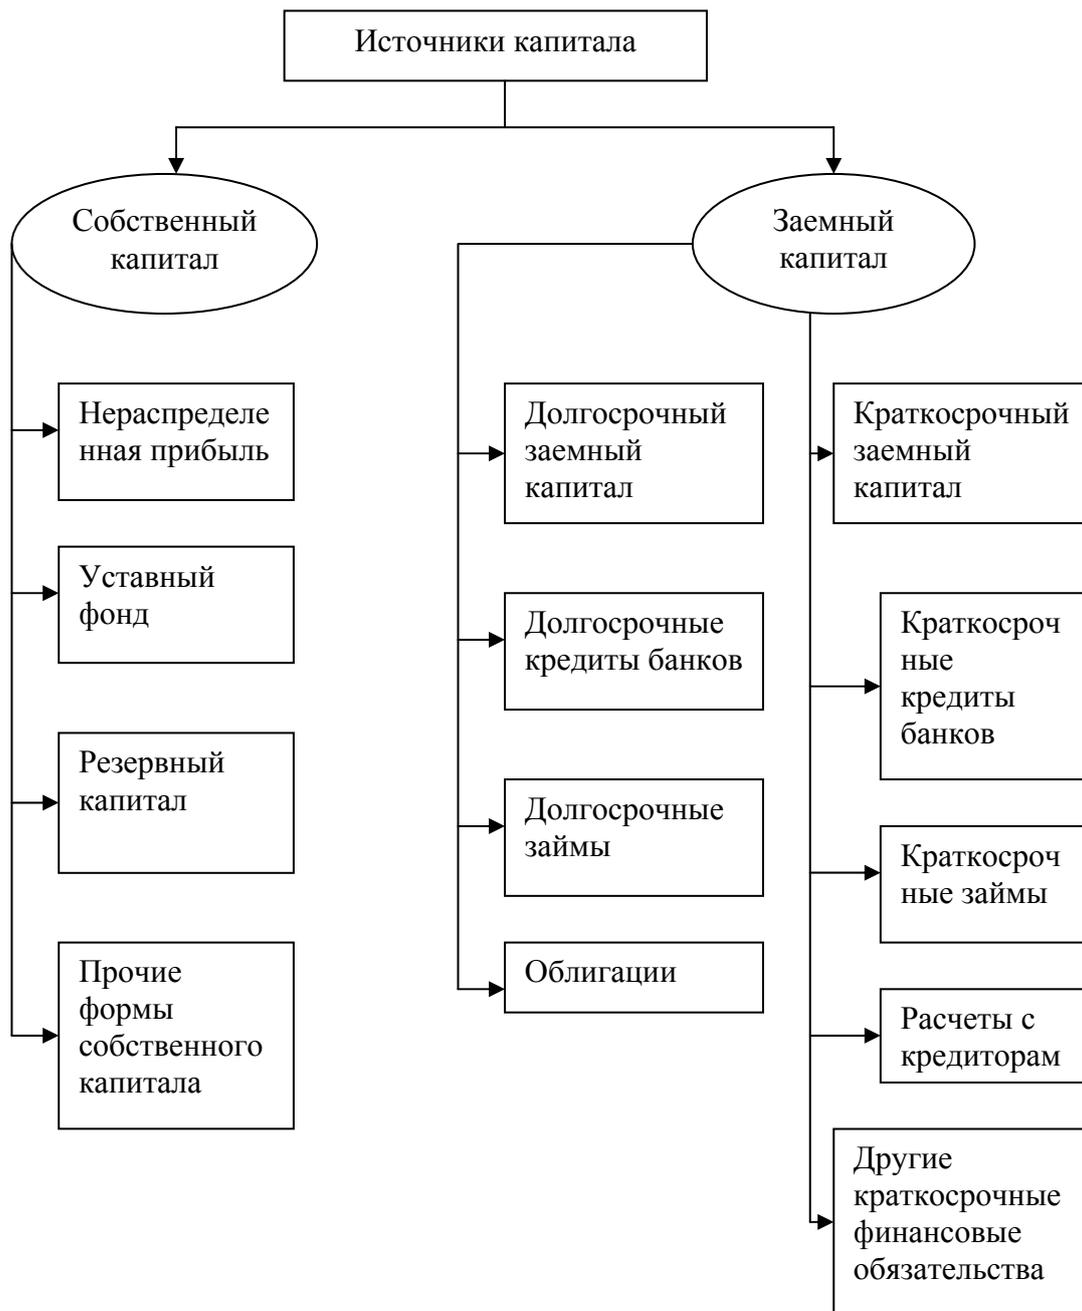 Источники капитала
Собственный
капитал
Заемный
капитал
Нераспределе
нная прибыль
Уставный
фонд
Резервный
капитал
Прочие
формы
собственного
капитала
Долгосрочный
заемный
капитал
Долгосрочные
кредиты банков
Долгосрочные
займы
Облигации
Краткосрочный
заемный
капитал
Краткосроч
ные
кредиты
банков
Краткосроч
ные займы
Расчеты с
кредиторам
Другие
краткосрочные
финансовые
обязательства